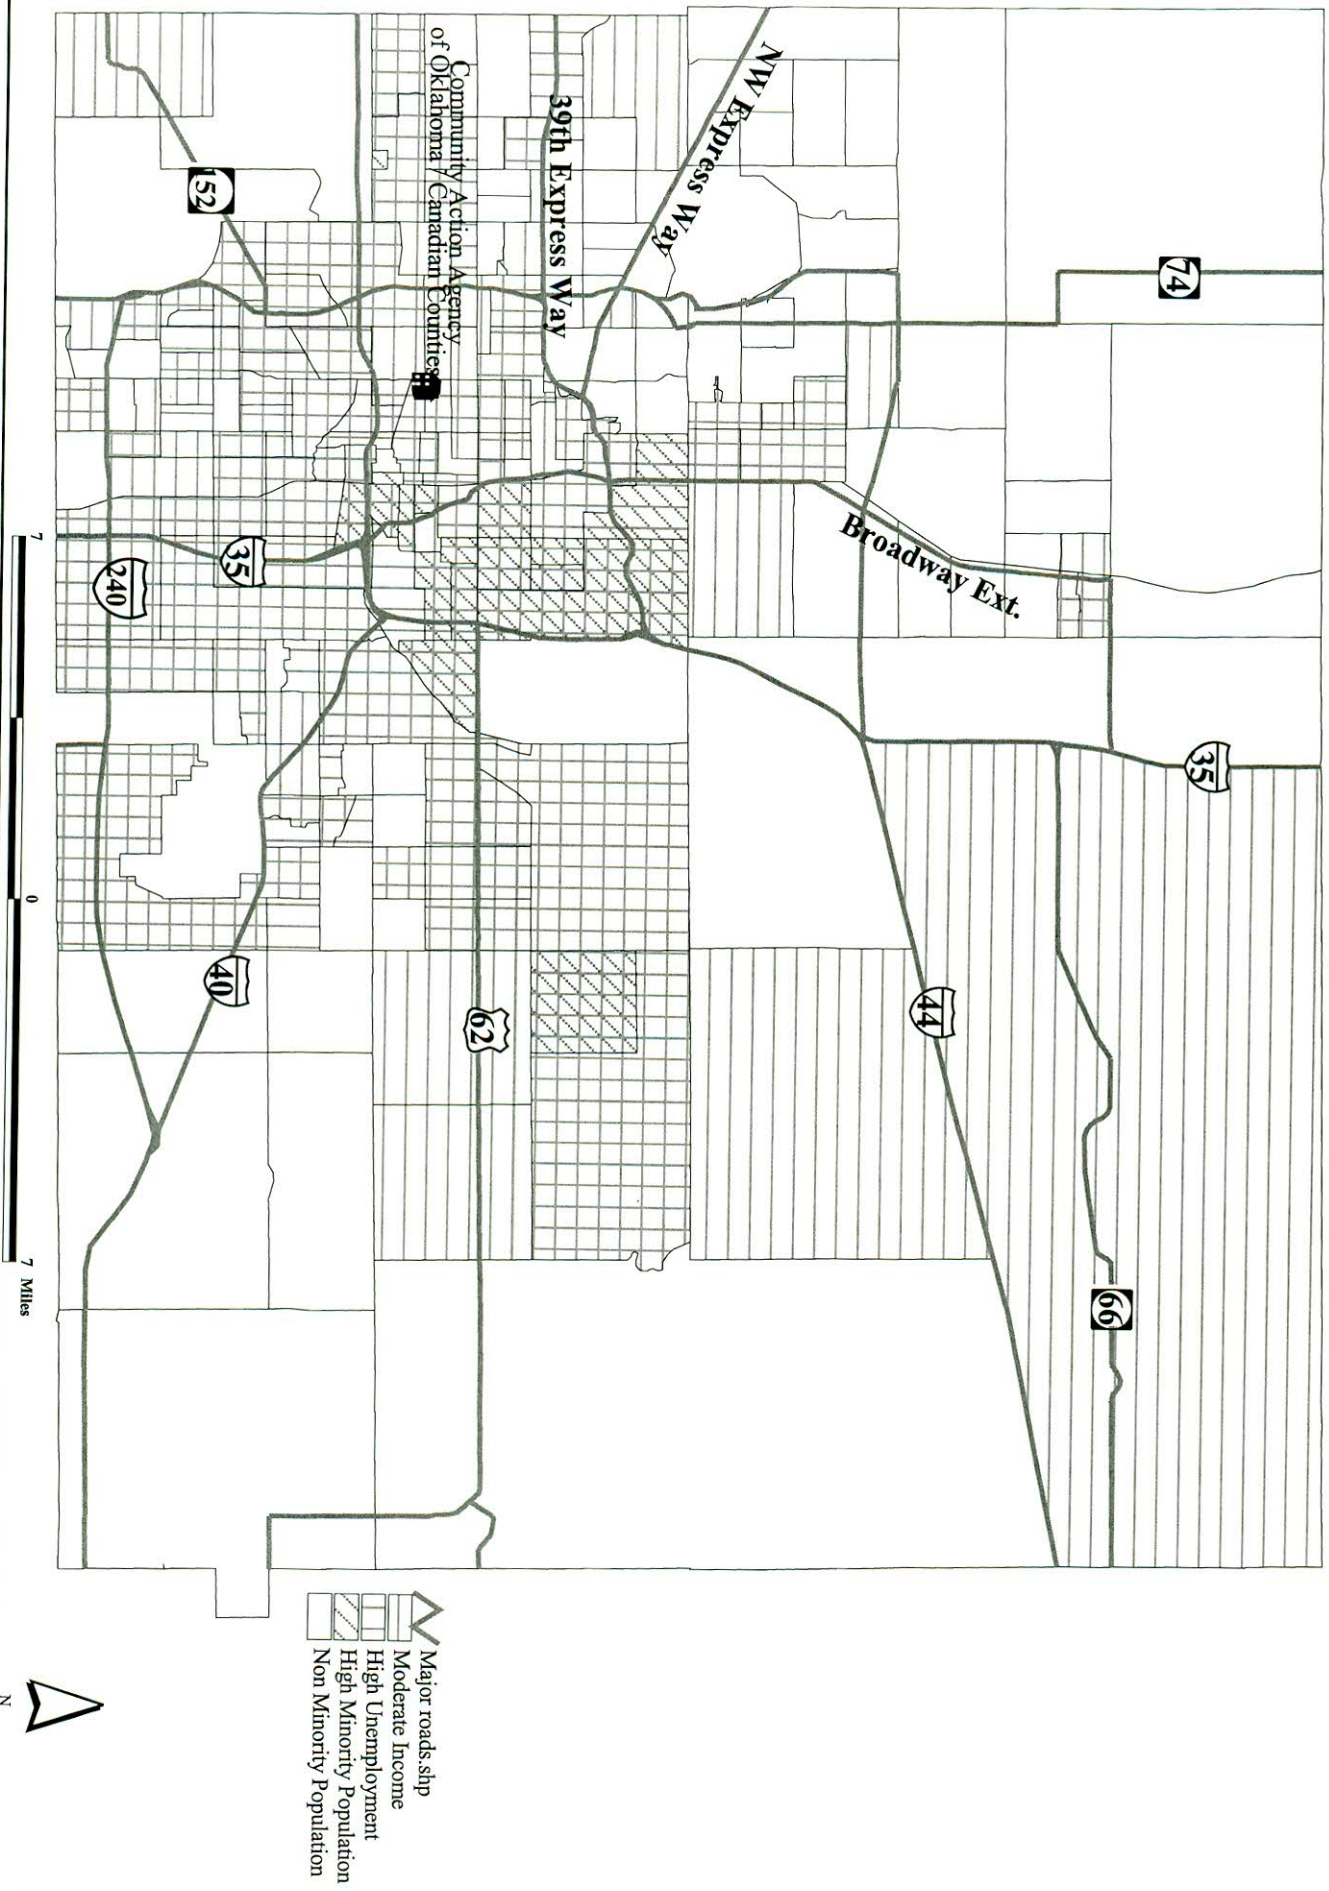 74
NW Express Way
39th Express Way
Community Action Agency
of Oklahoma / Canadian Counties
152
Broadway Ext.
35
240
35
44
62
40
66
7
0
7 Miles
Major roads.shp
Moderate Income
High Unemployment
High Minority Population
Non Minority Population
N